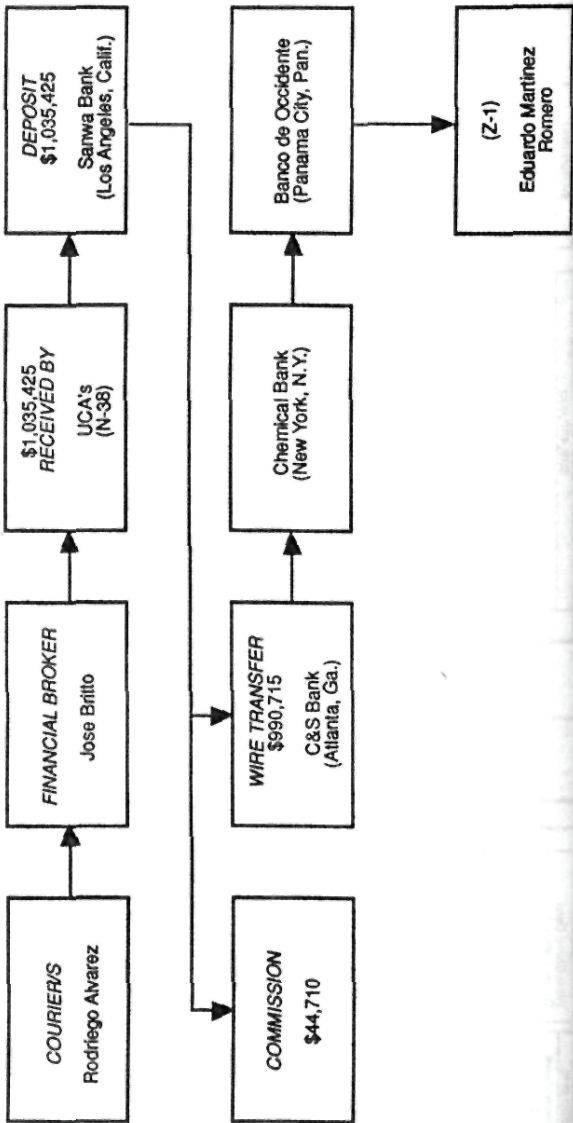 COURIER/S
Rodriego Alvarez
FINANCIAL BROKER
Jose Britto
$1,035,425
RECEIVED BY
UCA's
(N-38)
DEPOSIT
$1,035,425
Sanwa Bank
(Los Angeles, Calif.)
COMMISSION
$44,710
WIRE TRANSFER
$990,715
C&S Bank
(Atlanta, Ga.)
Chemical Bank
(New York, N.Y.)
Banco de Occidente
(Panama City, Pan.)
(Z-1)
Eduardo Martinez
Romero